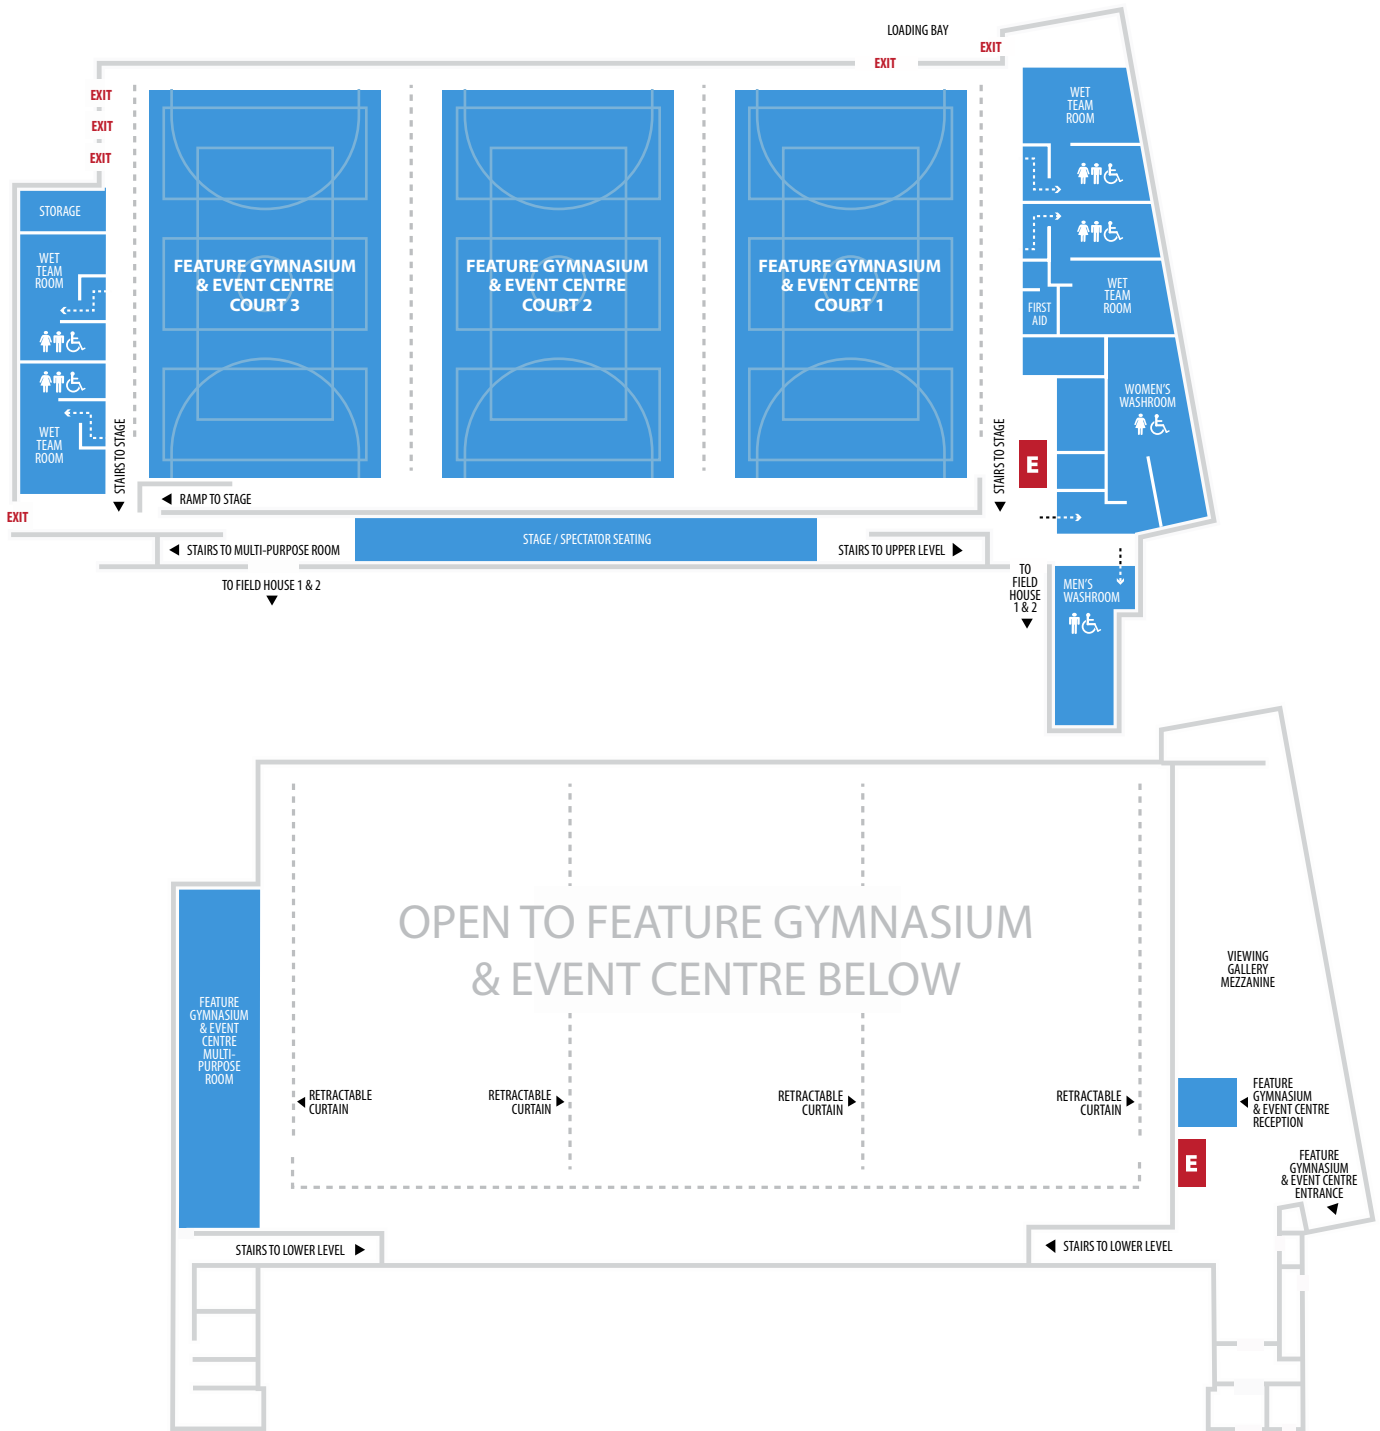 LOADING BAY
EXIT
EXIT
EXIT
EXIT
EXIT
WET
TEAM
ROOM
STORAGE
WET
TEAM
ROOM
FEATURE GYMNASIUM
& EVENT CENTRE
COURT 3
FEATURE GYMNASIUM
& EVENT CENTRE
COURT 2
FEATURE GYMNASIUM
& EVENT CENTRE
COURT 1
WET
TEAM
ROOM
FIRST
AID
WOMEN'S
WASHROOM
WET
TEAM
ROOM
STAIRS TO STAGE
STAIRS TO STAGE
E
RAMP TO STAGE
EXIT
STAGE / SPECTATOR SEATING
STAIRS TO MULTI-PURPOSE ROOM
STAIRS TO UPPER LEVEL
TO FIELD HOUSE 1 & 2
TO
FIELD
HOUSE
1 & 2
MEN'S
WASHROOM
OPEN TO FEATURE GYMNASIUM
& EVENT CENTRE BELOW
VIEWING
GALLERY
MEZZANINE
FEATURE
GYMNASIUM
& EVENT
CENTRE
MULTI-
PURPOSE
ROOM
RETRACTABLE
CURTAIN
RETRACTABLE
CURTAIN
RETRACTABLE
CURTAIN
RETRACTABLE
CURTAIN
FEATURE
GYMNASIUM
& EVENT CENTRE
RECEPTION
E
FEATURE
GYMNASIUM
& EVENT CENTRE
ENTRANCE
STAIRS TO LOWER LEVEL
STAIRS TO LOWER LEVEL